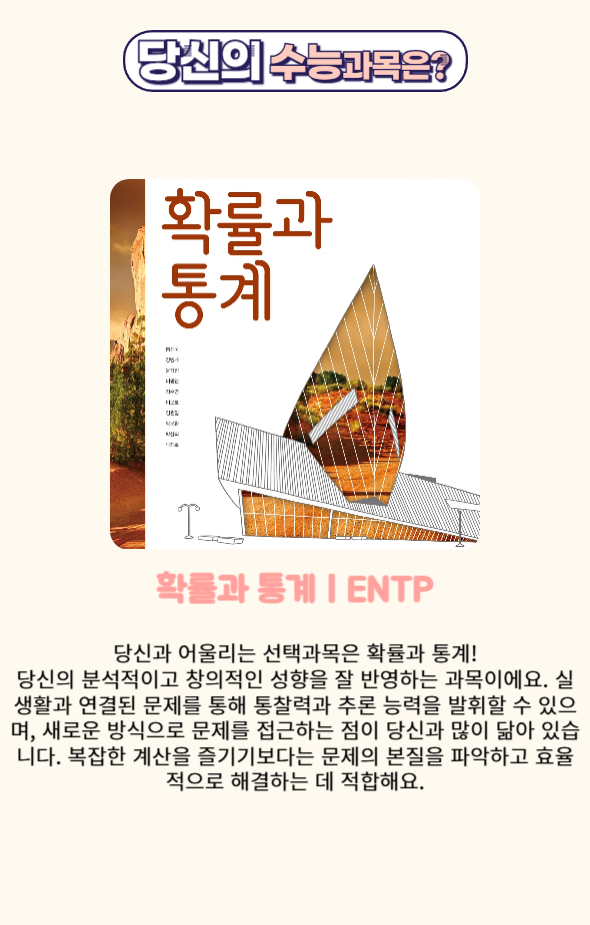 당신의 수능과목은?
확률과
통계
확률과 통계 | ENTP
당신과 어울리는 선택과목은 확률과 통계!
당신의 분석적이고 창의적인 성향을 잘 반영하는 과목이에요. 실
생활과 연결된 문제를 통해 통찰력과 추론 능력을 발휘할 수 있으
며, 새로운 방식으로 문제를 접근하는 점이 당신과 많이 닮아 있습
니다. 복잡한 계산을 즐기기보다는 문제의 본질을 파악하고 효율
적으로 해결하는 데 적합해요.